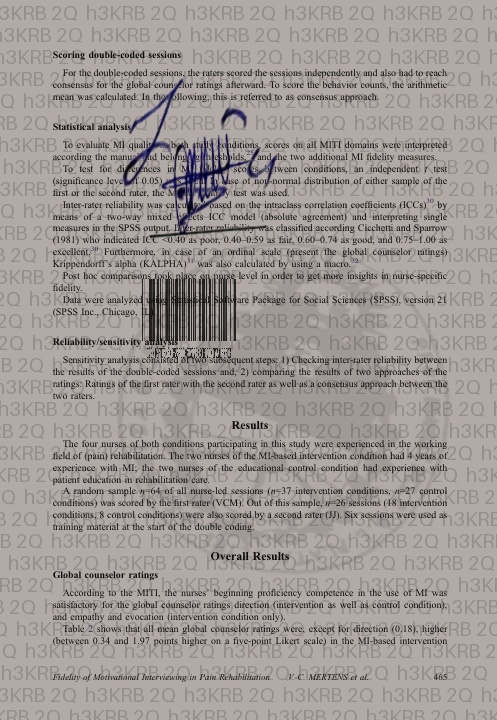 Scoring double-coded sessions
For the double-coded sessions, the raters scored the sessions independently and also had to reach
consensus for the global counselor ratings afterward. To score the behavior counts, the arithmetic
mean was calculated. In the following, this is referred to as consensus approach.
Statistical analysis
To evaluate MI quality conditions, scores on all MITI domains were interpreted
according the manual and the two additional MI fidelity measures.
To test for differences between conditions, an independent t test
(significance level 0.05) an of non-normal distribution of either sample of the
first or the second rater, the test was used.
Inter-rater reliability was based on the intraclass correlation coefficients (ICCs) by
means of a two-way mixed ICC model (absolute agreement) and interpreting single
measures in the SPSS output. Inter-rater reliability was classified according Cicchetti and Sparrow
(1981) who indicated ICC <0.40 as poor, 0.40–0.59 as fair, 0.60–0.74 as good, and 0.75–1.00 as
excellent. Furthermore, in case of an ordinal scale (present the global counselor ratings)
Krippendorff's alpha (KALPHA) was also calculated by using a macro.
Post hoc comparisons took place on nurse level in order to get more insights in nurse-specific
fidelity.
Data were analyzed using Statistical Software Package for Social Sciences (SPSS), version 21
(SPSS Inc., Chicago, IL).
Reliability/sensitivity analysis
Sensitivity analysis consisted of two subsequent steps: 1) Checking inter-rater reliability between
the results of the double-coded sessions and, 2) comparing the results of two approaches of the
ratings: Ratings of the first rater with the second rater as well as a consensus approach between the
two raters.
Results
The four nurses of both conditions participating in this study were experienced in the working
field of (pain) rehabilitation. The two nurses of the MI-based intervention condition had 4 years of
experience with MI; the two nurses of the educational control condition had experience with
patient education in rehabilitation care.
A random sample n=64 of all nurse-led sessions (n=37 intervention conditions, n=27 control
conditions) was scored by the first rater (VCM). Out of this sample, n=26 sessions (18 intervention
conditions, 8 control conditions) were also scored by a second rater (JJ). Six sessions were used as
training material at the start of the double coding.
Overall Results
Global counselor ratings
According to the MITI, the nurses' beginning proficiency competence in the use of MI was
satisfactory for the global counselor ratings direction (intervention as well as control condition),
and empathy and evocation (intervention condition only).
Table 2 shows that all mean global counselor ratings were, except for direction (0.18), higher
(between 0.34 and 1.97 points higher on a five-point Likert scale) in the MI-based intervention
Fidelity of Motivational Interviewing in Pain Rehabilitation. V-C. MERTENS et al. 465